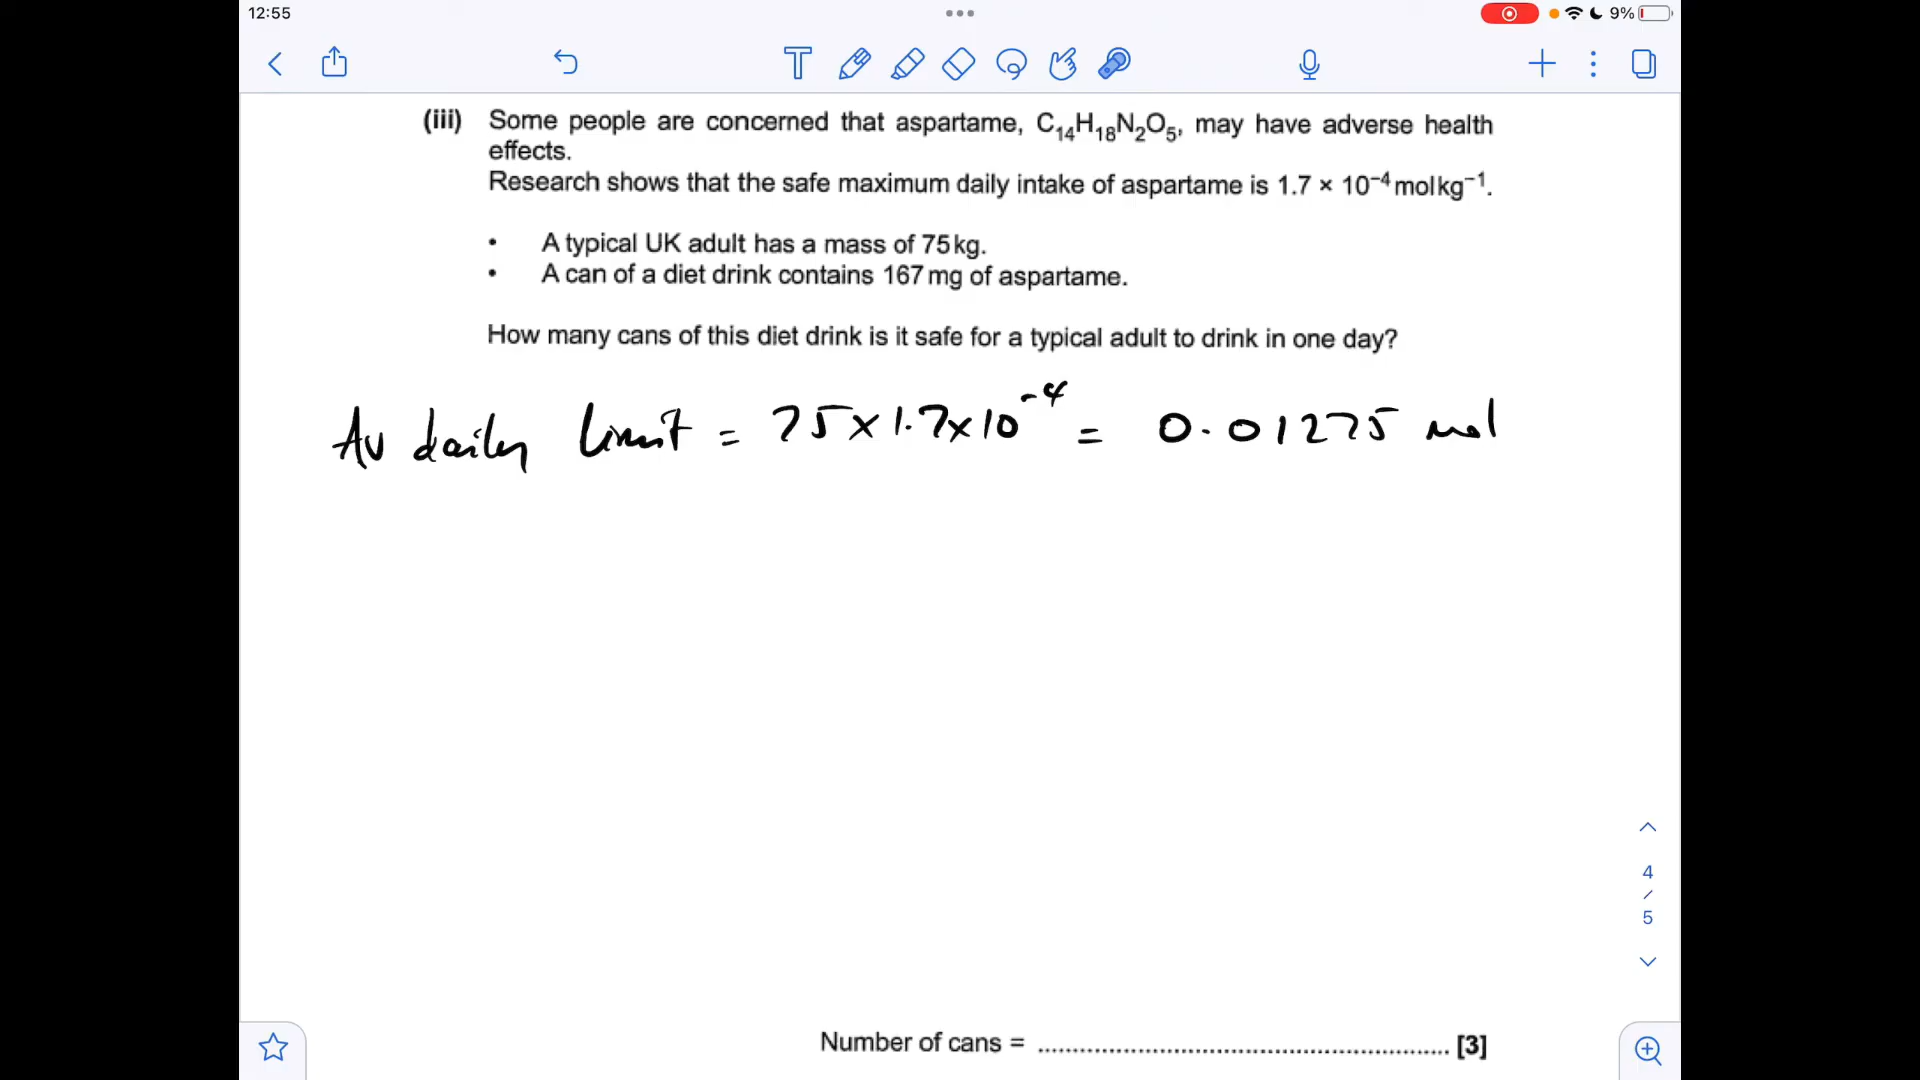 12:55
9%
(iii) Some people are concerned that aspartame, C₁₄H₁₈N₂O₅, may have adverse health
effects.
Research shows that the safe maximum daily intake of aspartame is 1.7 × 10⁻⁴ mol kg⁻¹.
• A typical UK adult has a mass of 75 kg.
• A can of a diet drink contains 167 mg of aspartame.
How many cans of this diet drink is it safe for a typical adult to drink in one day?
Av daily limit = 75 × 1.7 × 10⁻⁴ = 0.01275 mol
4
/
5
Number of cans = .............................................................. [3]